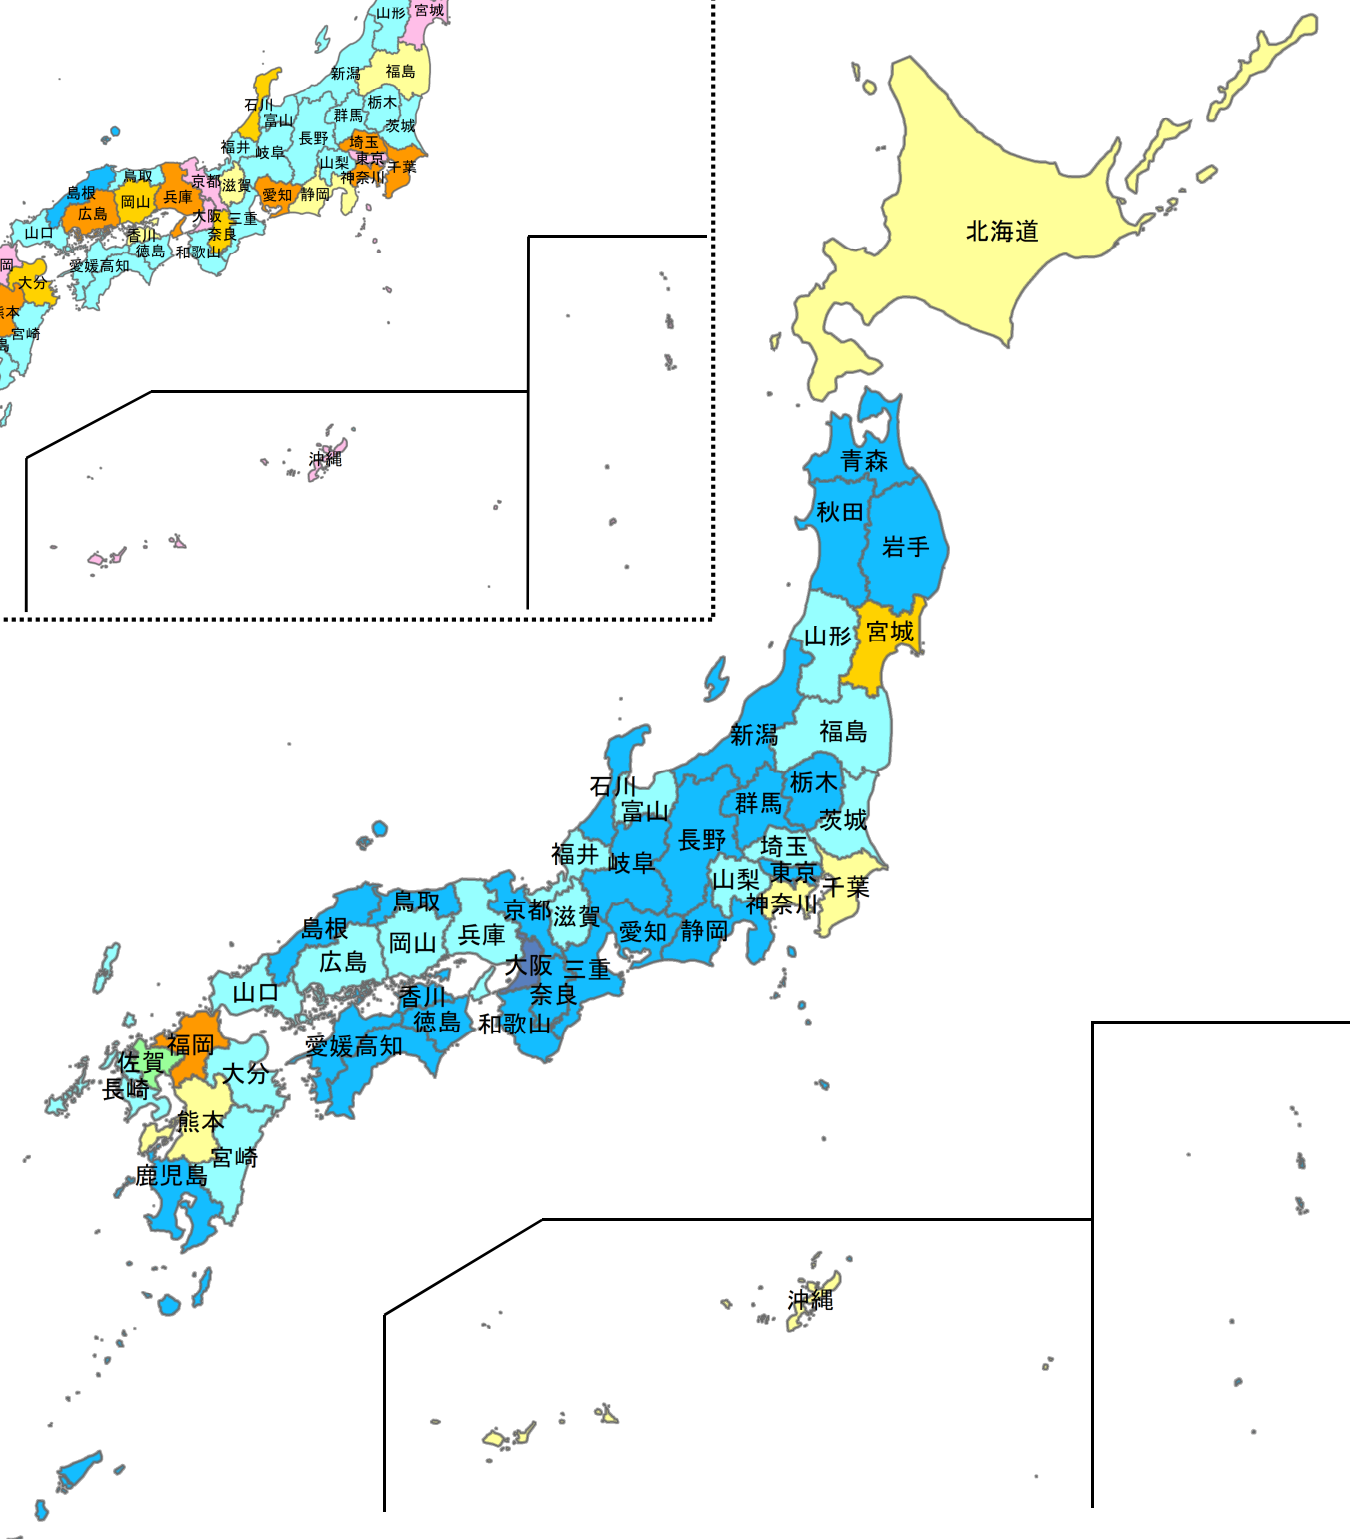 山形
宮城
新潟
福島
石川
富山
群馬
栃木
茨城
長野
福井
岐阜
埼玉
東京
山梨
神奈川
千葉
鳥取
京都
滋賀
島根
岡山
兵庫
愛知
静岡
広島
大阪
三重
山口
香川
奈良
徳島
和歌山
愛媛
高知
岡
大分
熊本
宮崎
島
沖縄
北海道
青森
秋田
岩手
山形
宮城
新潟
福島
石川
富山
群馬
栃木
茨城
長野
福井
岐阜
埼玉
東京
山梨
神奈川
千葉
鳥取
京都
滋賀
島根
岡山
兵庫
愛知
静岡
広島
大阪
三重
山口
香川
奈良
徳島
和歌山
愛媛
高知
福岡
佐賀
長崎
大分
熊本
宮崎
鹿児島
沖縄